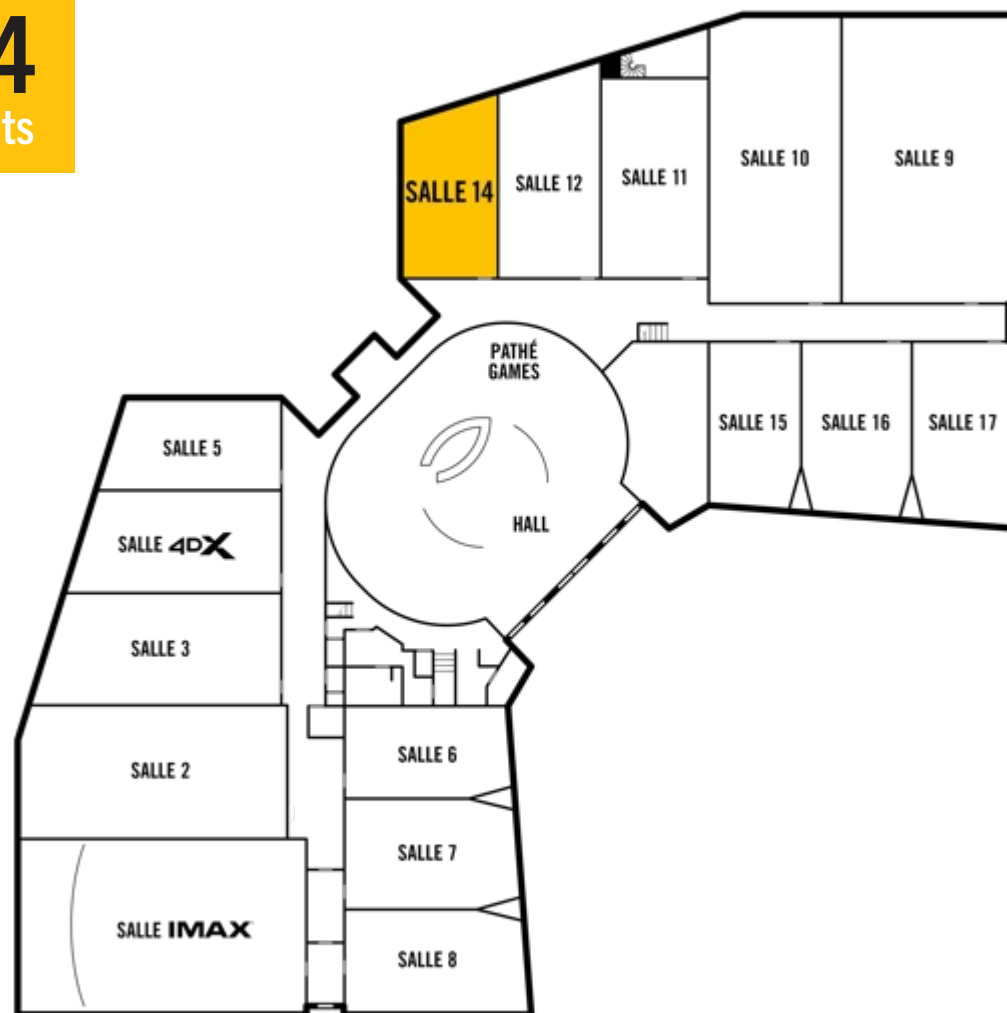 4
ts
SALLE 14
SALLE 12
SALLE 11
SALLE 10
SALLE 9
PATHÉ
GAMES
HALL
SALLE 15
SALLE 16
SALLE 17
SALLE 5
SALLE 4DX
SALLE 3
SALLE 2
SALLE IMAX
SALLE 6
SALLE 7
SALLE 8